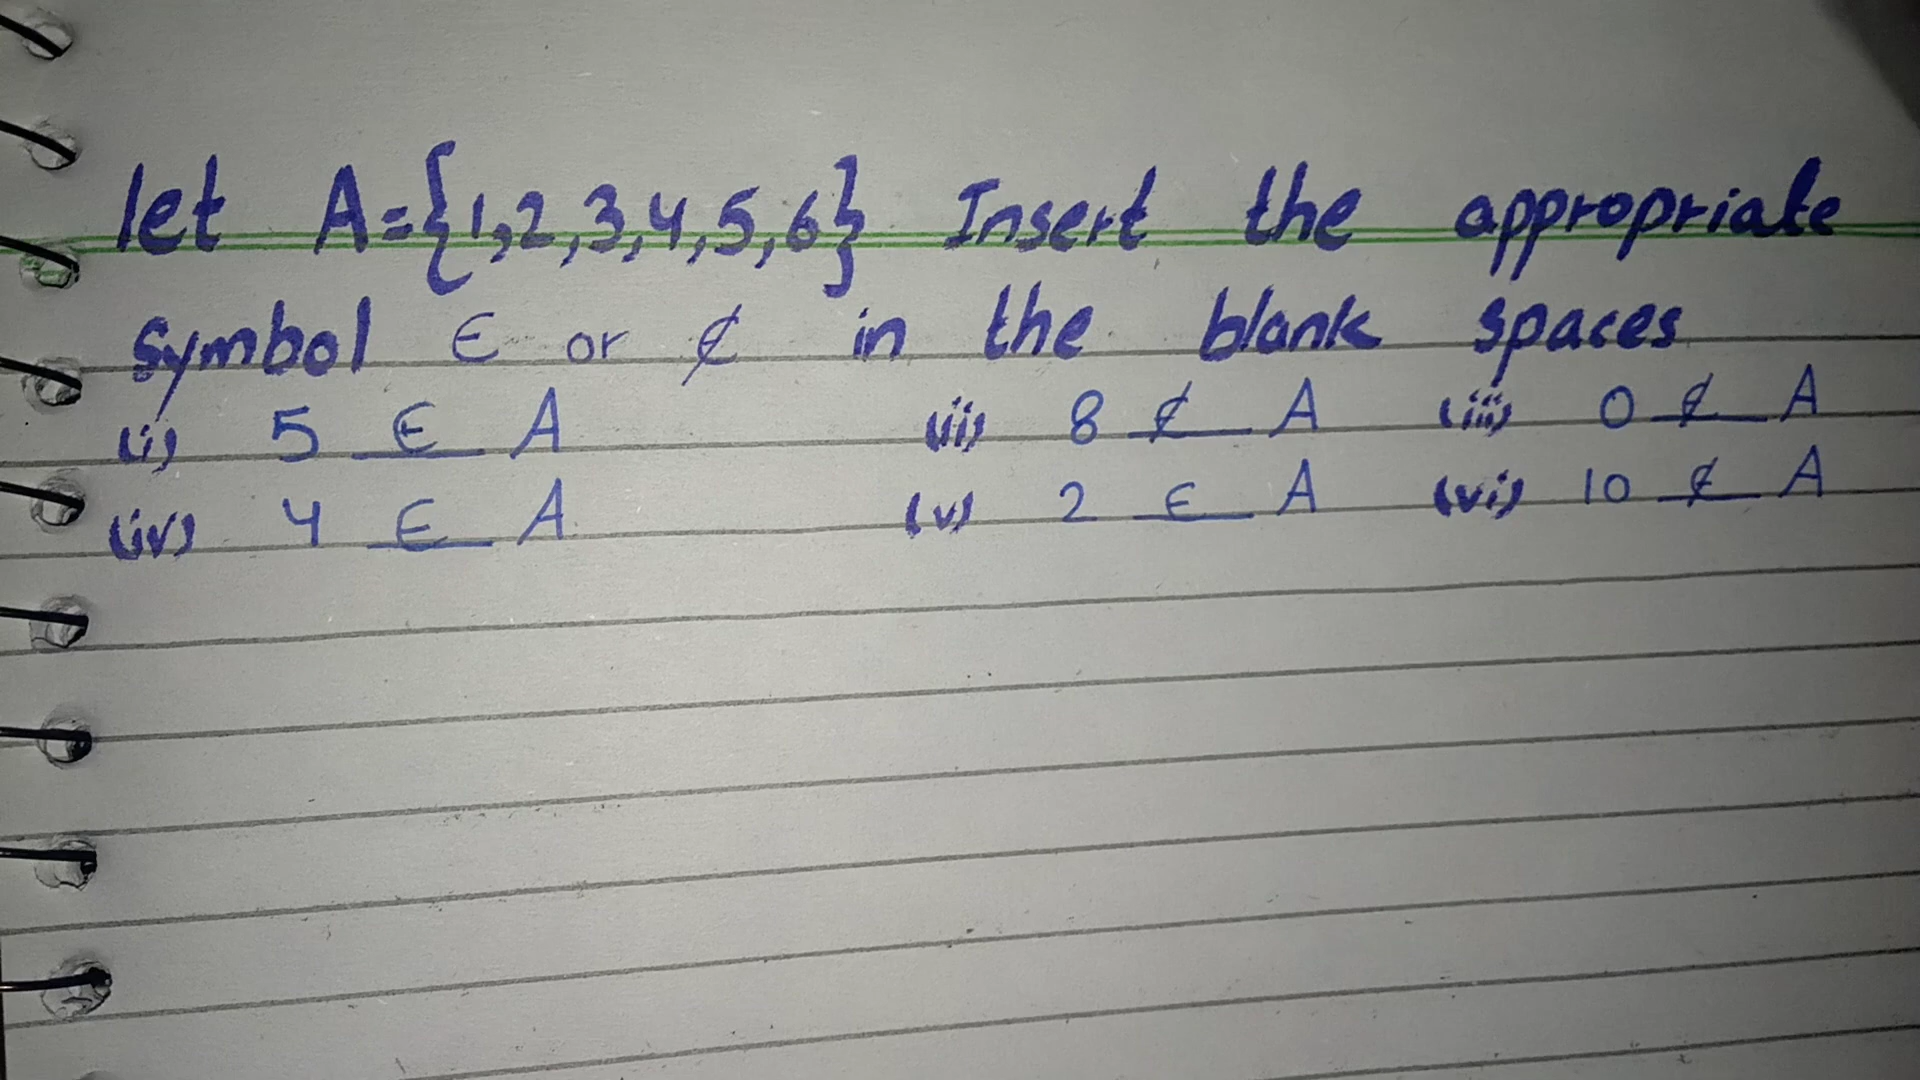 let A={1,2,3,4,5,6} Insert the appropriate
symbol ∈ or ∉ in the blank spaces
(i) 5 ∈ A (ii) 8 ∉ A (iii) 0 ∉ A
(iv) 4 ∈ A (v) 2 ∈ A (vi) 10 ∉ A